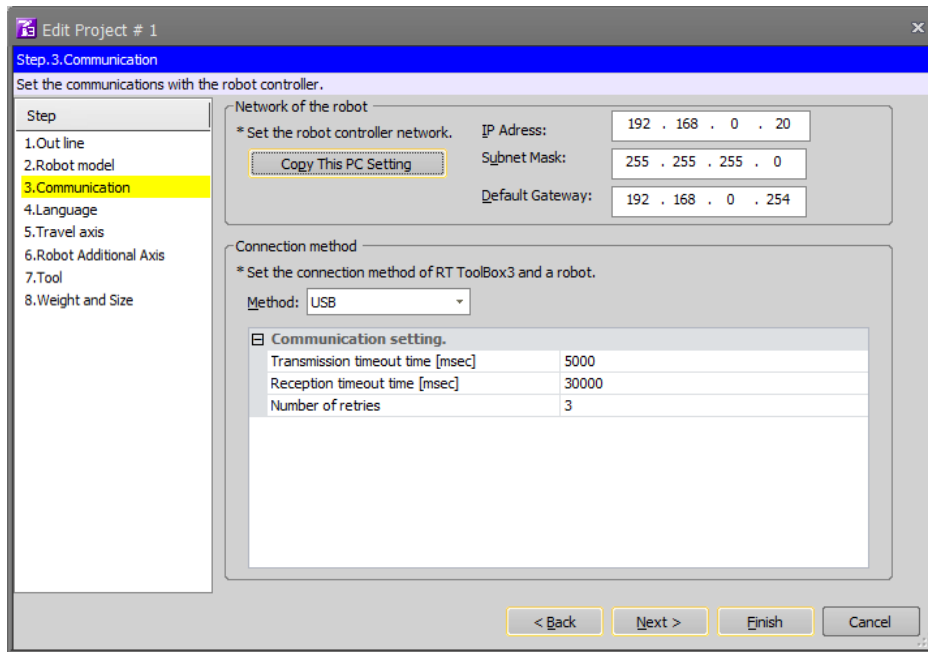 Edit Project # 1
Step.3.Communication
Set the communications with the robot controller.
Step
1.Out line
2.Robot model
3.Communication
4.Language
5.Travel axis
6.Robot Additional Axis
7.Tool
8.Weight and Size
Network of the robot
* Set the robot controller network.
Copy This PC Setting
IP Adress: 192 . 168 . 0 . 20
Subnet Mask: 255 . 255 . 255 . 0
Default Gateway: 192 . 168 . 0 . 254
Connection method
* Set the connection method of RT ToolBox3 and a robot.
Method: USB
Communication setting.
Transmission timeout time [msec] 5000
Reception timeout time [msec] 30000
Number of retries 3
< Back Next > Finish Cancel